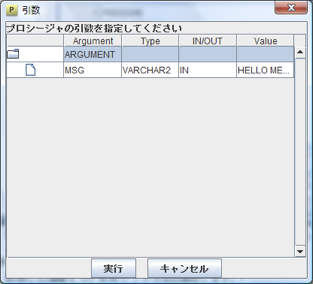 引数
プロシージャの引数を指定してください
Argument Type IN/OUT Value
ARGUMENT
MSG VARCHAR2 IN HELLO ME...
実行 キャンセル